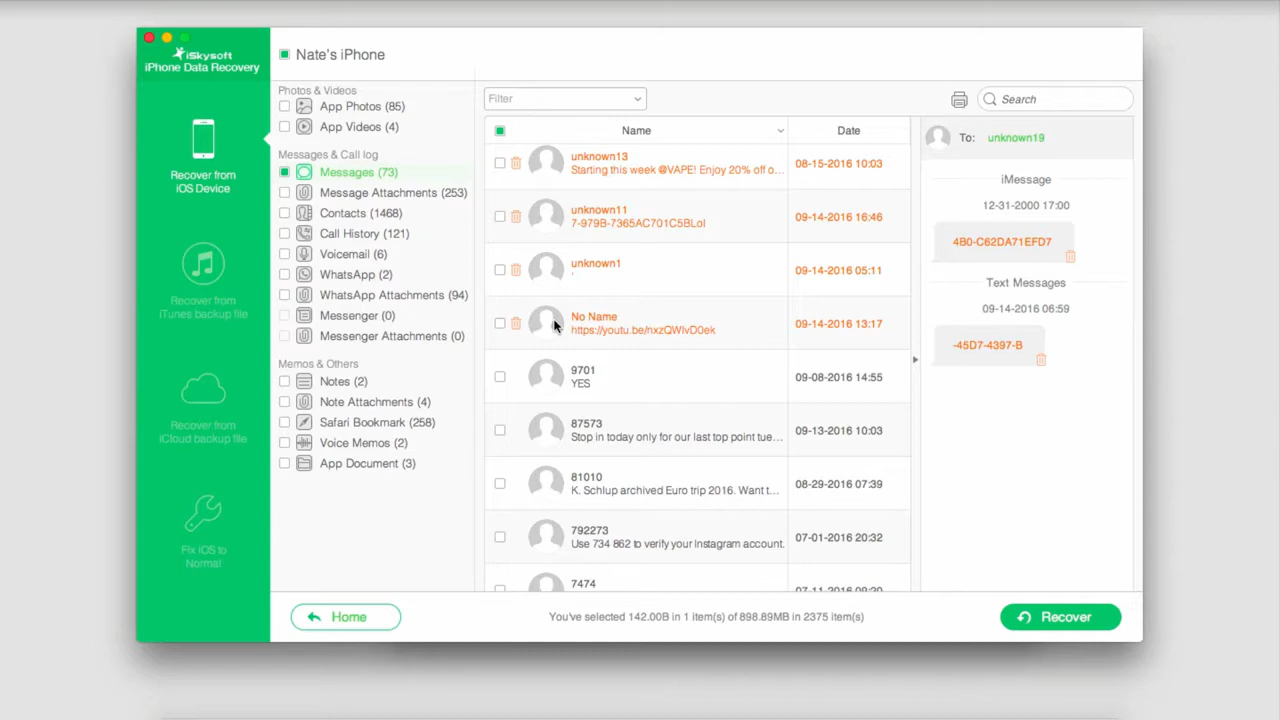 iSkysoft
iPhone Data Recovery
Recover from
iOS Device
Recover from
iTunes backup file
Recover from
iCloud backup file
Fix iOS to
Normal
Nate's iPhone
Photos & Videos
App Photos (85)
App Videos (4)
Messages & Call log
Messages (73)
Message Attachments (253)
Contacts (1468)
Call History (121)
Voicemail (6)
WhatsApp (2)
WhatsApp Attachments (94)
Messenger (0)
Messenger Attachments (0)
Memos & Others
Notes (2)
Note Attachments (4)
Safari Bookmark (258)
Voice Memos (2)
App Document (3)
Filter
Search
Name Date
unknown13
Starting this week @VAPE! Enjoy 20% off o... 08-15-2016 10:03
unknown11
7-979B-7365AC701C5BLoI 09-14-2016 16:46
unknown1
' 09-14-2016 05:11
No Name
https://youtu.be/nxzQWIvD0ek 09-14-2016 13:17
9701
YES 09-08-2016 14:55
87573
Stop in today only for our last top point tue... 09-13-2016 10:03
81010
K. Schlup archived Euro trip 2016. Want t... 08-29-2016 07:39
792273
Use 734 862 to verify your Instagram account. 07-01-2016 20:32
7474
To: unknown19
iMessage
12-31-2000 17:00
4B0-C62DA71EFD7
Text Messages
09-14-2016 06:59
-45D7-4397-B
Home
You've selected 142.00B in 1 item(s) of 898.89MB in 2375 item(s)
Recover